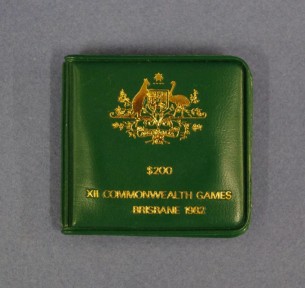 $200
XII COMMONWEALTH GAMES
BRISBANE 1982